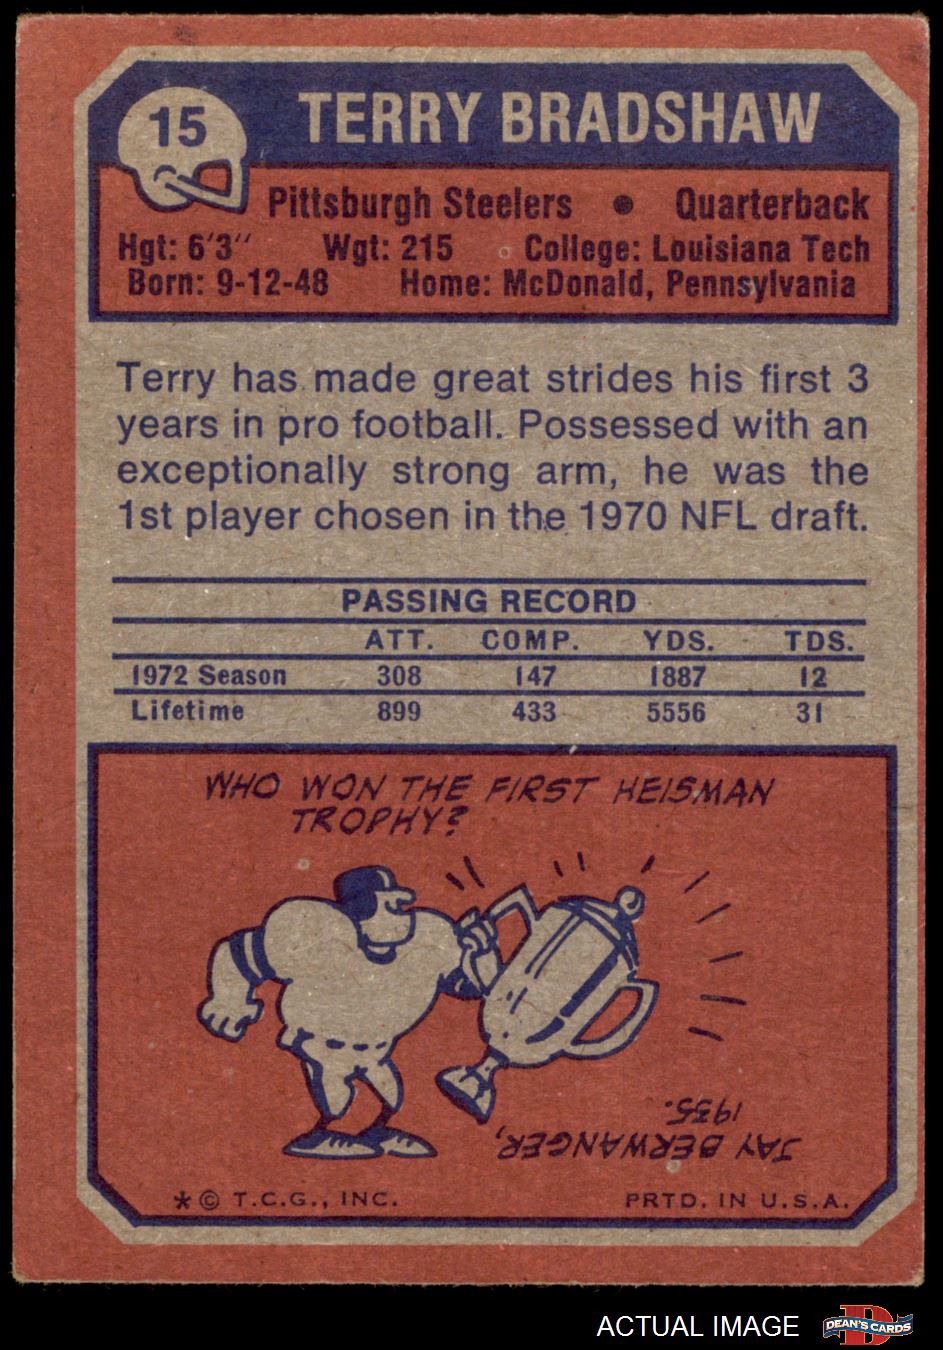 15
TERRY BRADSHAW
Pittsburgh Steelers • Quarterback
Hgt: 6'3" Wgt: 215 College: Louisiana Tech
Born: 9-12-48 Home: McDonald, Pennsylvania
Terry has made great strides his first 3
years in pro football. Possessed with an
exceptionally strong arm, he was the
1st player chosen in the 1970 NFL draft.
PASSING RECORD
ATT. COMP. YDS. TDS.
1972 Season 308 147 1887 12
Lifetime 899 433 5556 31
WHO WON THE FIRST HEISMAN
TROPHY?
JAY BERWANGER,
1935.
* © T.C.G., INC. PRTD. IN U.S.A.
ACTUAL IMAGE
D
DEAN'S CARDS